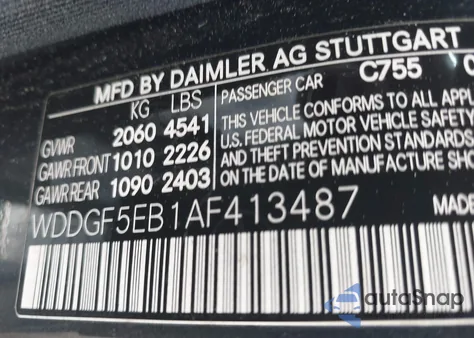 MFD BY DAIMLER AG STUTTGART
KG LBS
GVWR 2060 4541
GAWR FRONT 1010 2226
GAWR REAR 1090 2403
PASSENGER CAR C755
THIS VEHICLE CONFORMS TO ALL APPL
U.S. FEDERAL MOTOR VEHICLE SAFETY
AND THEFT PREVENTION STANDARDS
ON THE DATE OF MANUFACTURE SHO
WDDGF5EB1AF413487
MADE
autoSnap